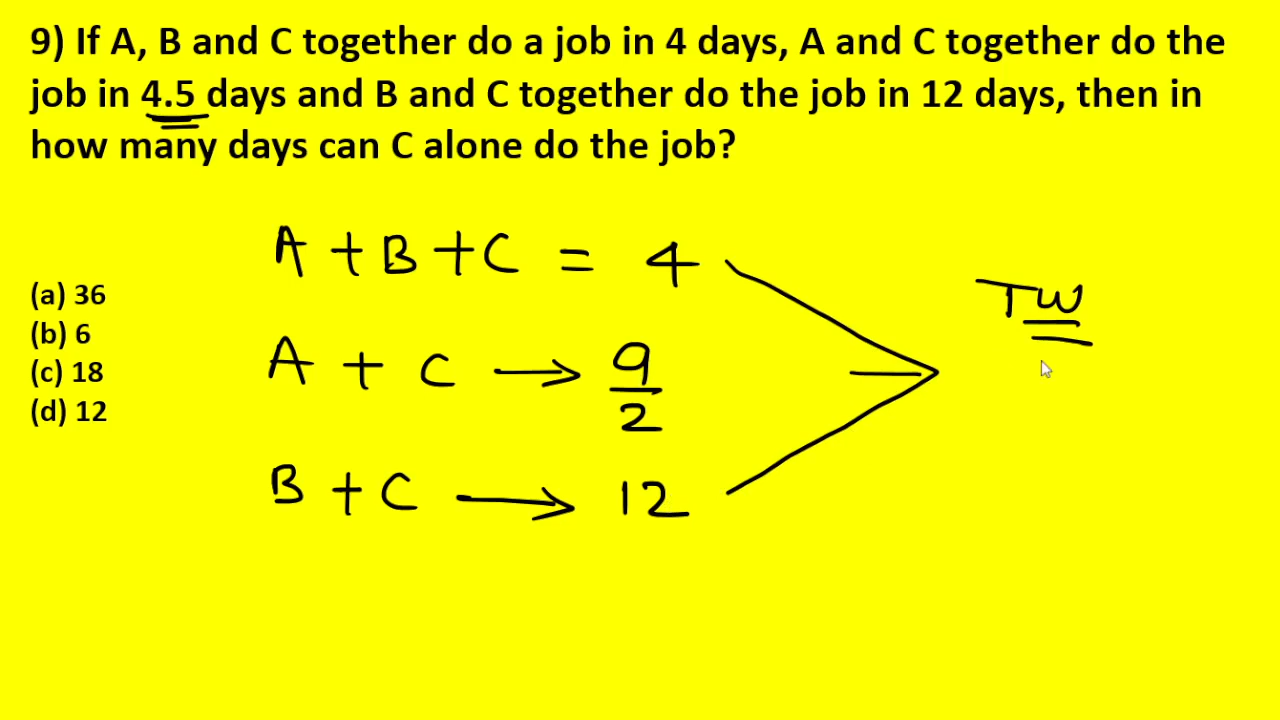 9) If A, B and C together do a job in 4 days, A and C together do the
job in 4.5 days and B and C together do the job in 12 days, then in
how many days can C alone do the job?
A + B + C = 4
TW
(a) 36
(b) 6
(c) 18
(d) 12
A + C → 9/2
B + C → 12